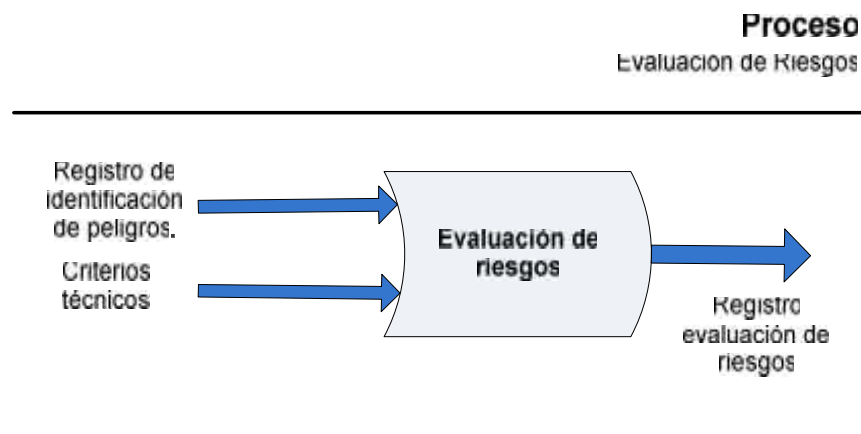 Proceso
Evaluación de Riesgos
Registro de
identificación
de peligros.
Criterios
técnicos
Evaluación de
riesgos
Registro
evaluación de
riesgos